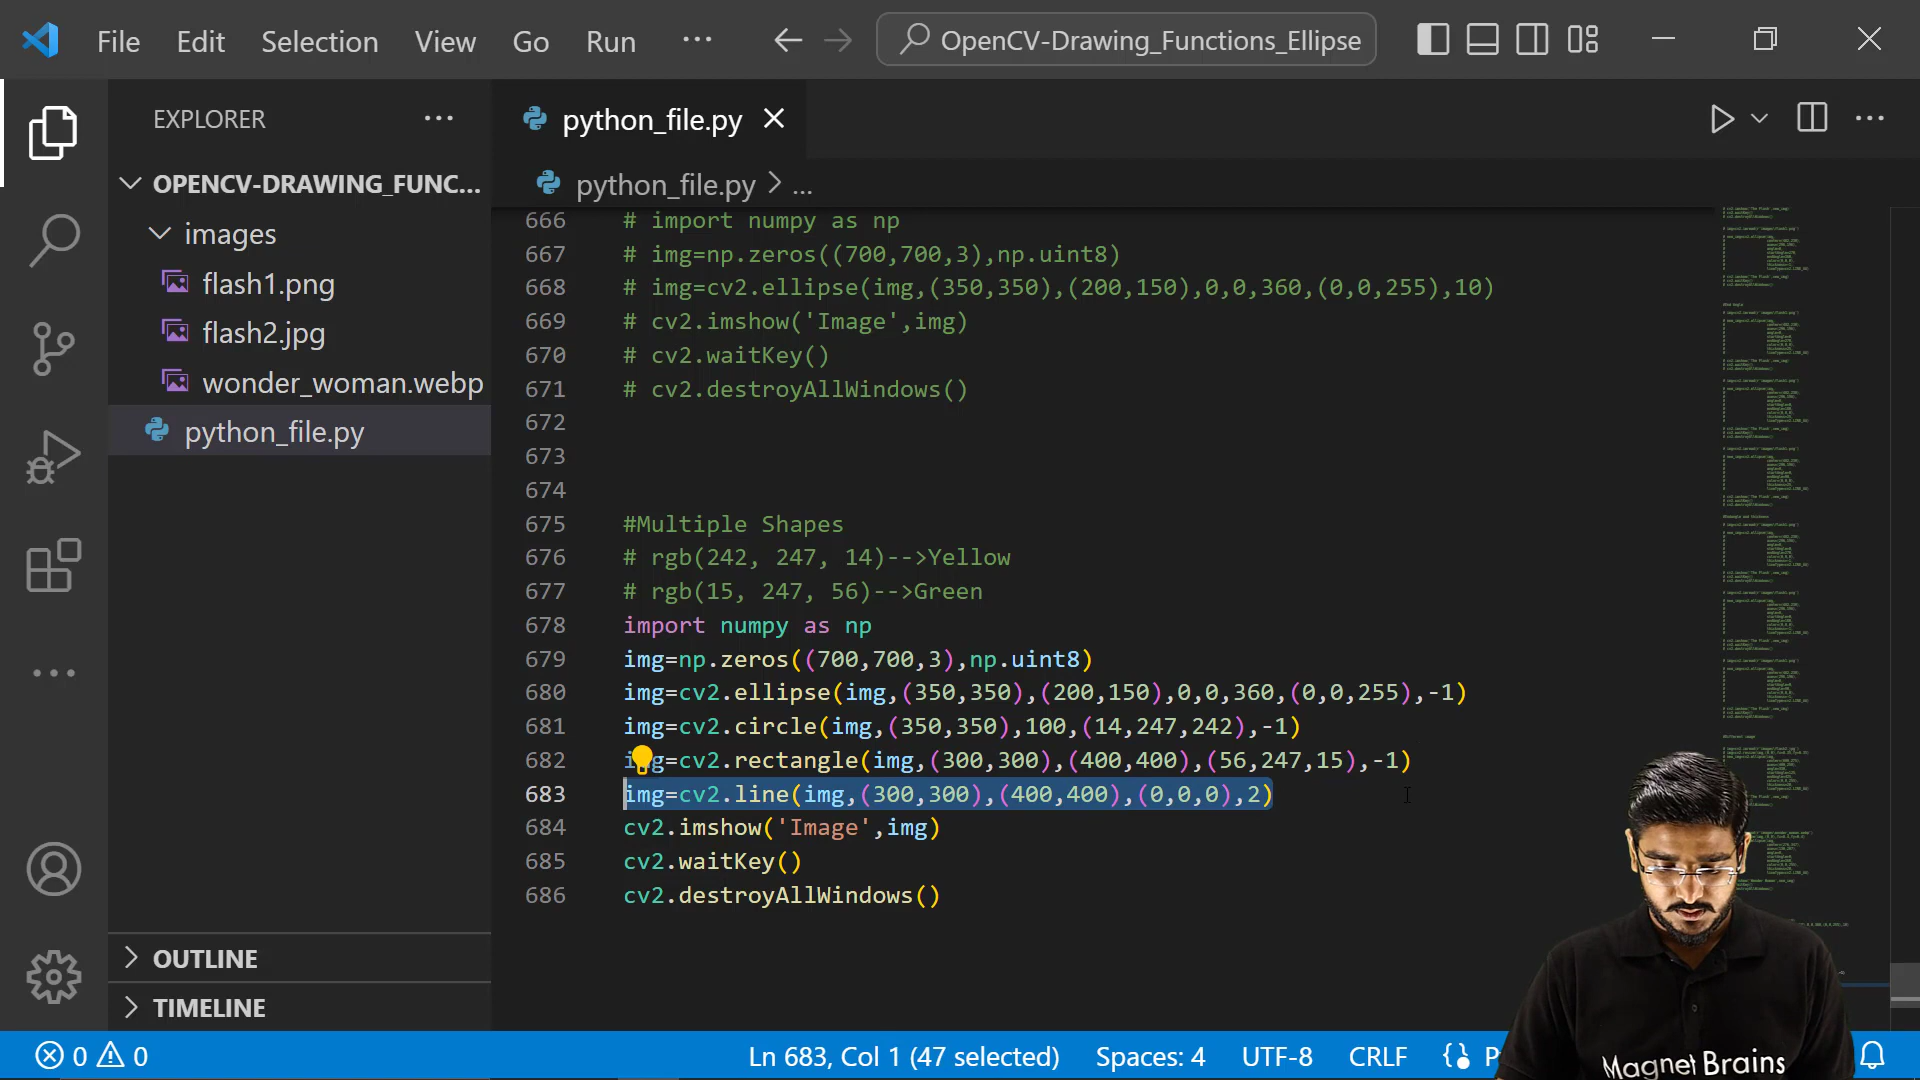 File Edit Selection View Go Run ... OpenCV-Drawing_Functions_Ellipse
EXPLORER
OPENCV-DRAWING_FUNC...
images
flash1.png
flash2.jpg
wonder_woman.webp
python_file.py
OUTLINE
TIMELINE
python_file.py
python_file.py > ...
666 # import numpy as np
667 # img=np.zeros((700,700,3),np.uint8)
668 # img=cv2.ellipse(img,(350,350),(200,150),0,0,360,(0,0,255),10)
669 # cv2.imshow('Image',img)
670 # cv2.waitKey()
671 # cv2.destroyAllWindows()
672
673
674
675 #Multiple Shapes
676 # rgb(242, 247, 14)-->Yellow
677 # rgb(15, 247, 56)-->Green
678 import numpy as np
679 img=np.zeros((700,700,3),np.uint8)
680 img=cv2.ellipse(img,(350,350),(200,150),0,0,360,(0,0,255),-1)
681 img=cv2.circle(img,(350,350),100,(14,247,242),-1)
682 img=cv2.rectangle(img,(300,300),(400,400),(56,247,15),-1)
683 img=cv2.line(img,(300,300),(400,400),(0,0,0),2)
684 cv2.imshow('Image',img)
685 cv2.waitKey()
686 cv2.destroyAllWindows()
0 0 Ln 683, Col 1 (47 selected) Spaces: 4 UTF-8 CRLF
Magnet Brains